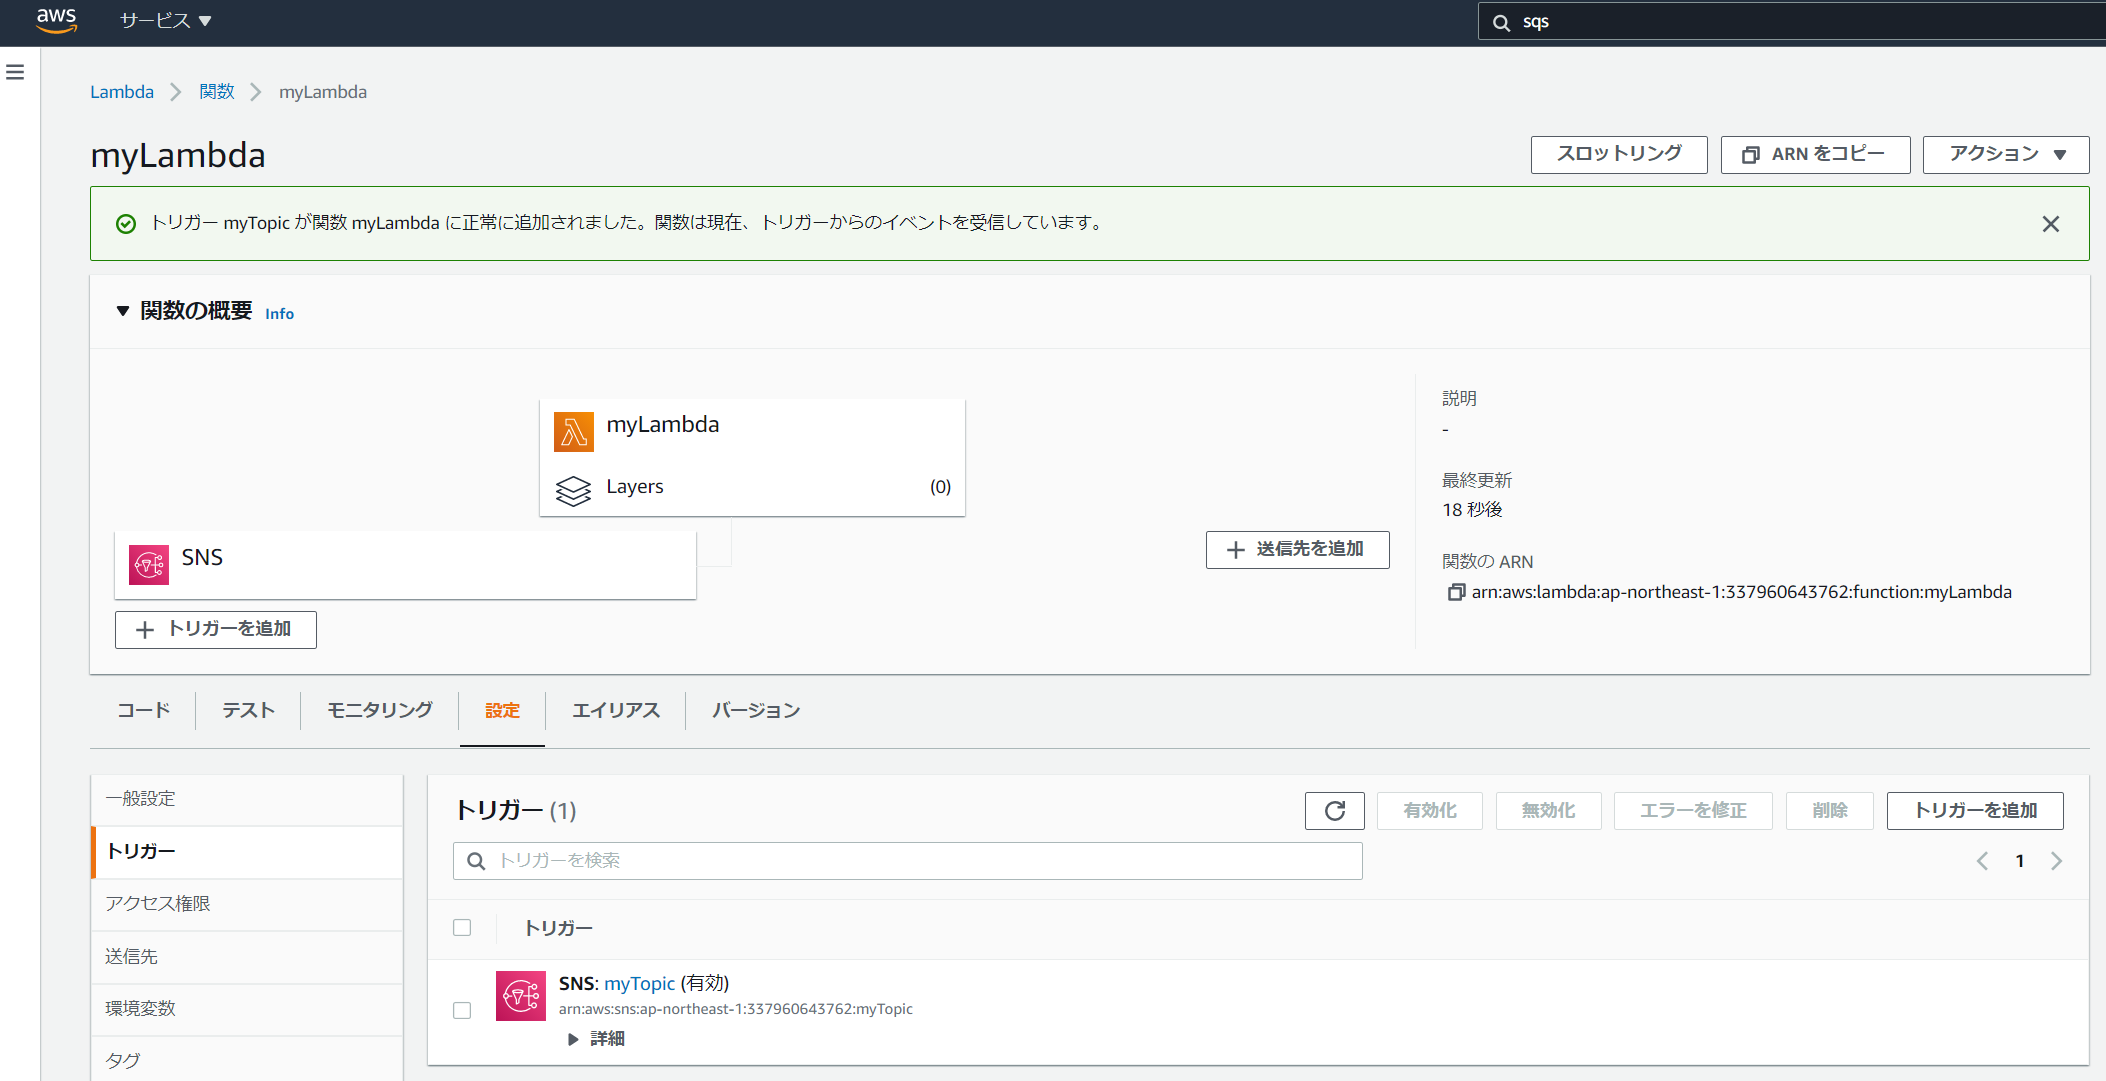 aws サービス ▼ sqs
Lambda > 関数 > myLambda
myLambda
スロットリング ARN をコピー アクション ▼
トリガー myTopic が関数 myLambda に正常に追加されました。関数は現在、トリガーからのイベントを受信しています。
▼ 関数の概要 Info
myLambda
Layers (0)
SNS
+ トリガーを追加
+ 送信先を追加
説明
-
最終更新
18 秒後
関数の ARN
arn:aws:lambda:ap-northeast-1:337960643762:function:myLambda
コード テスト モニタリング 設定 エイリアス バージョン
一般設定
トリガー
アクセス権限
送信先
環境変数
タグ
トリガー (1)
有効化 無効化 エラーを修正 削除 トリガーを追加
トリガーを検索
< 1 >
トリガー
SNS: myTopic (有効)
arn:aws:sns:ap-northeast-1:337960643762:myTopic
▶ 詳細